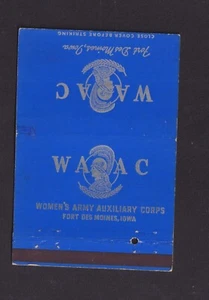 CLOSE COVER BEFORE STRIKING
Fort Des Moines, Iowa
WAAC
WAAC
WOMEN'S ARMY AUXILIARY CORPS
FORT DES MOINES, IOWA